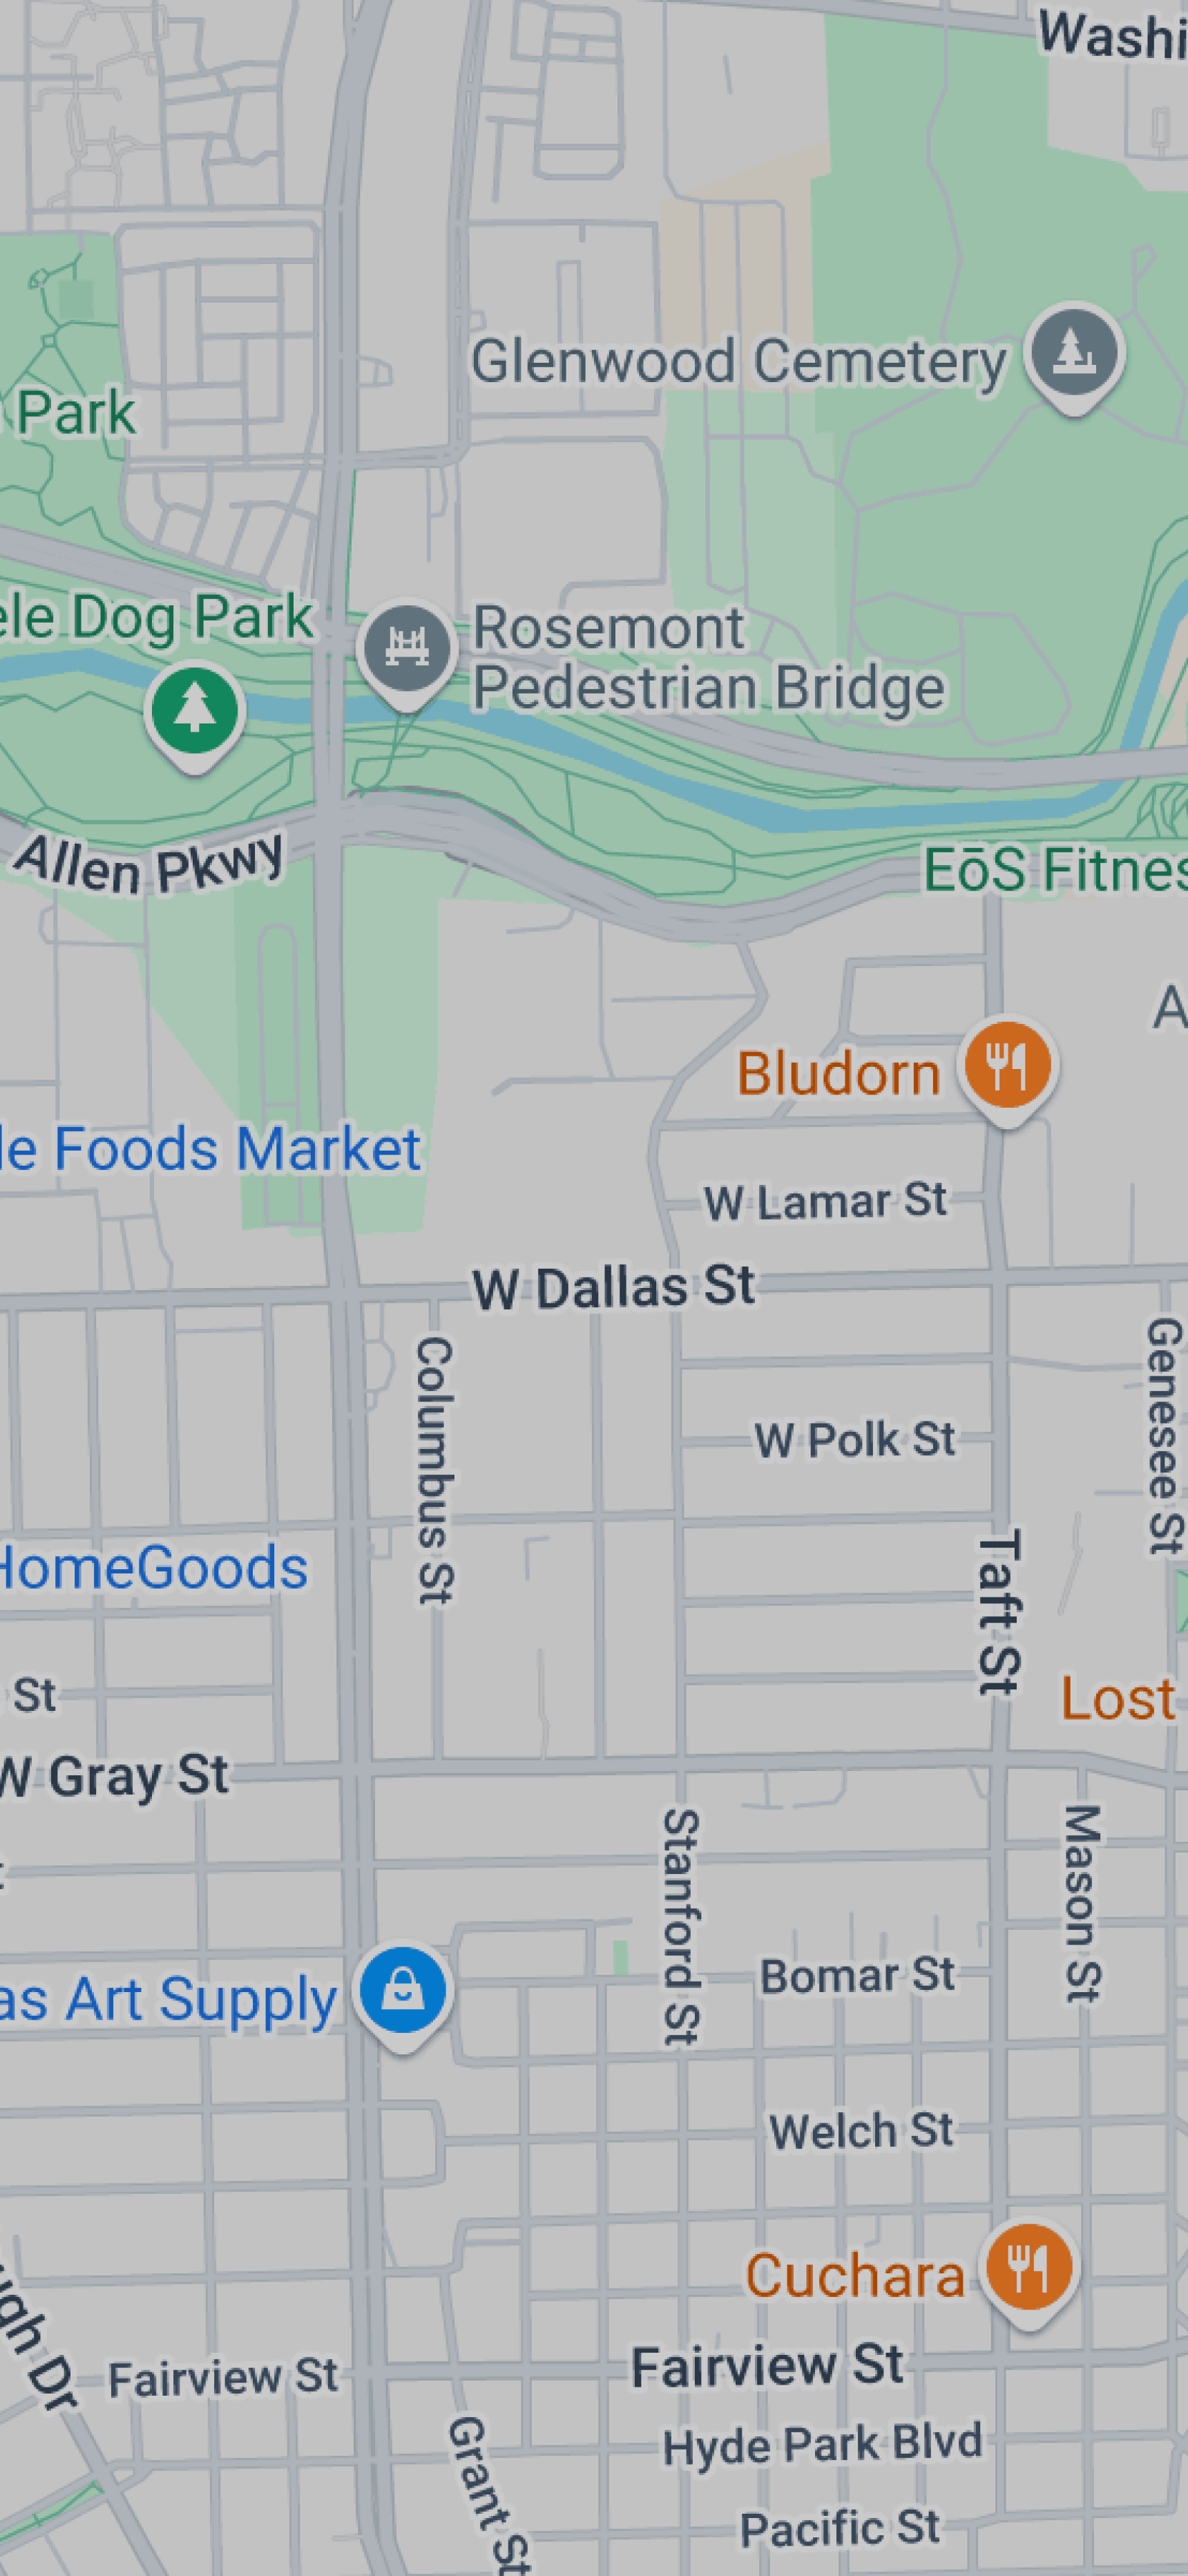 Washi
Glenwood Cemetery
Park
ele Dog Park
Rosemont
Pedestrian Bridge
Allen Pkwy
EōS Fitnes
A
Bludorn
le Foods Market
W Lamar St
W Dallas St
Columbus St
Genesee St
W Polk St
HomeGoods
Taft St
St
Lost
W Gray St
Stanford St
Mason St
Bomar St
as Art Supply
Welch St
Cuchara
ugh Dr
Fairview St
Fairview St
Hyde Park Blvd
Grant St
Pacific St